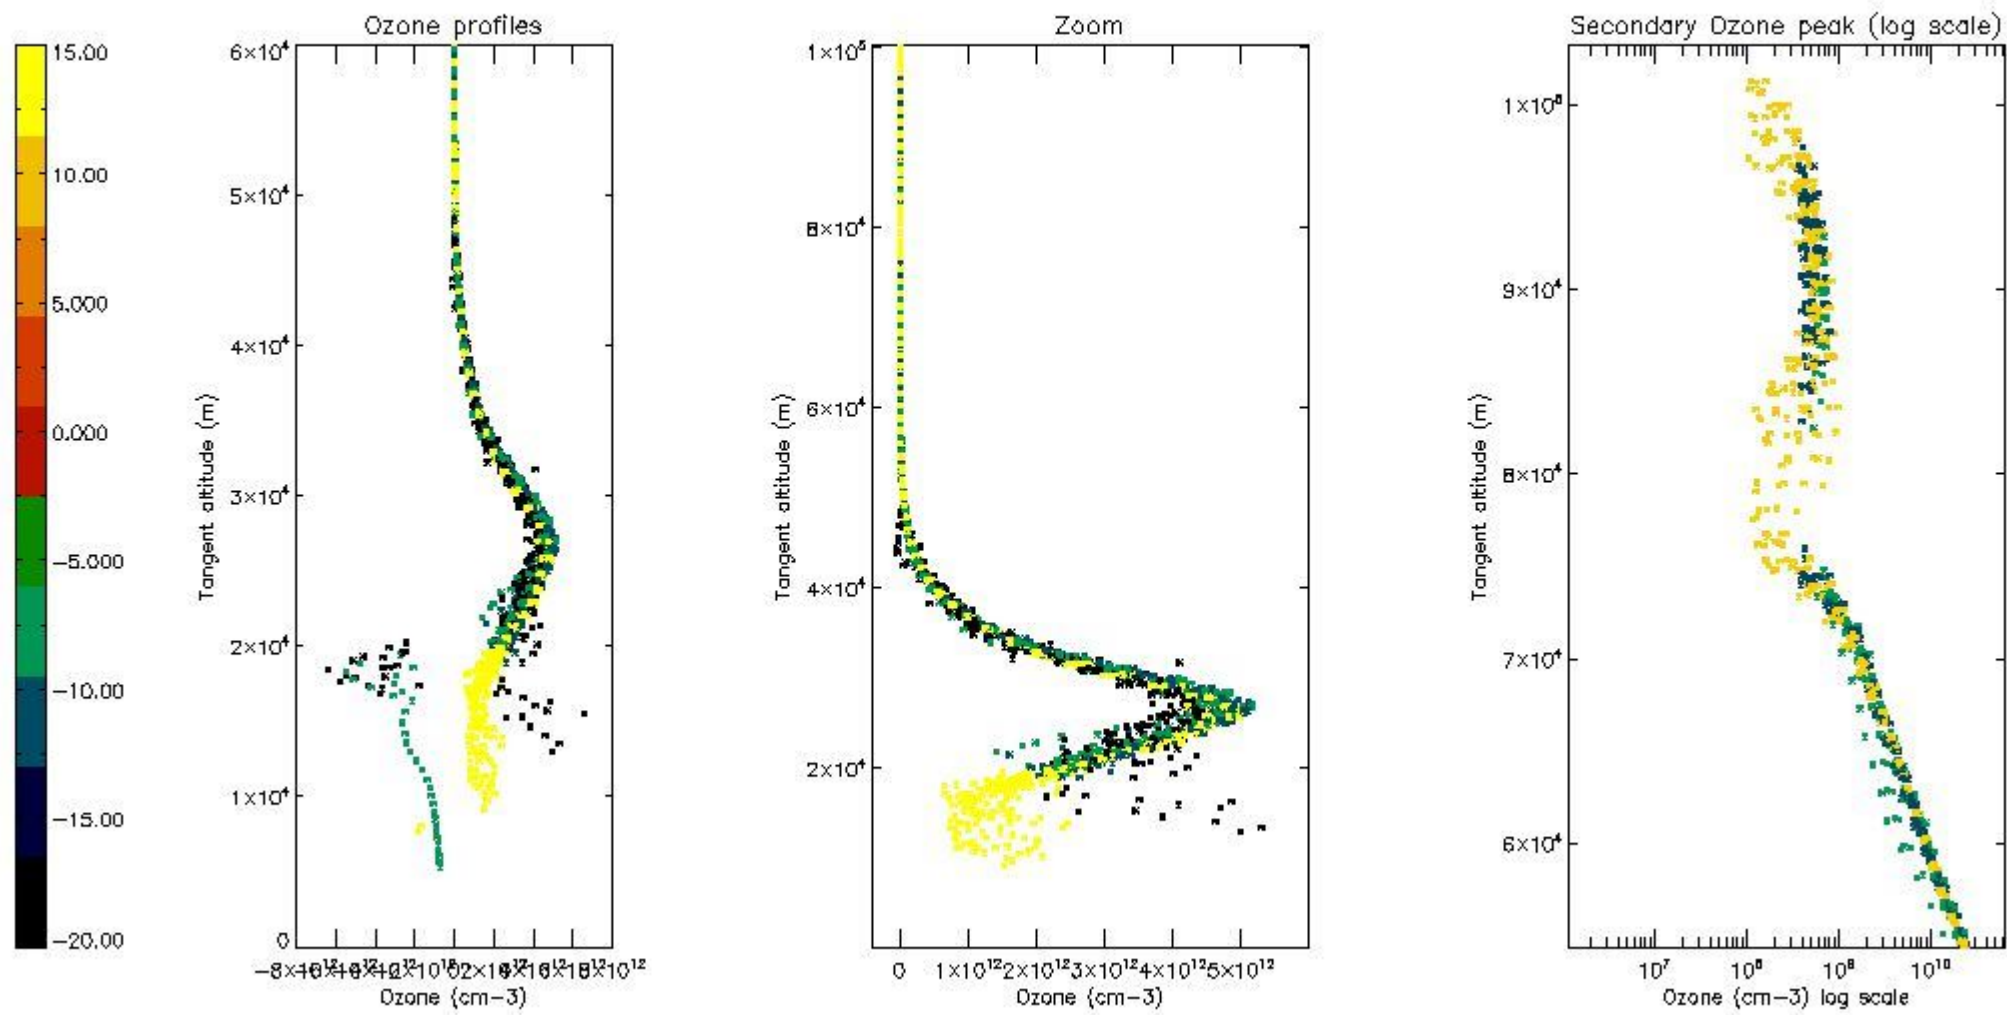 Ozone profiles
Zoom
Secondary Ozone peak (log scale)
15.00
10.00
5.000
0.000
−5.000
−10.00
−15.00
−20.00
6×10⁴
5×10⁴
4×10⁴
3×10⁴
2×10⁴
1×10⁴
0
Tangent altitude (m)
Ozone (cm−3)
1×10⁵
8×10⁴
6×10⁴
4×10⁴
2×10⁴
Tangent altitude (m)
0 1×10¹² 2×10¹² 3×10¹² 4×10¹² 5×10¹²
Ozone (cm−3)
9×10⁴
8×10⁴
7×10⁴
6×10⁴
Tangent altitude (m)
10⁷ 10⁸ 10⁹ 10¹⁰
Ozone (cm−3) log scale